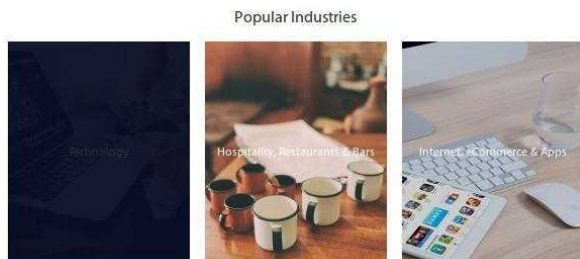 Popular Industries
Technology
Hospitality, Restaurants & Bars
Internet, eCommerce & Apps